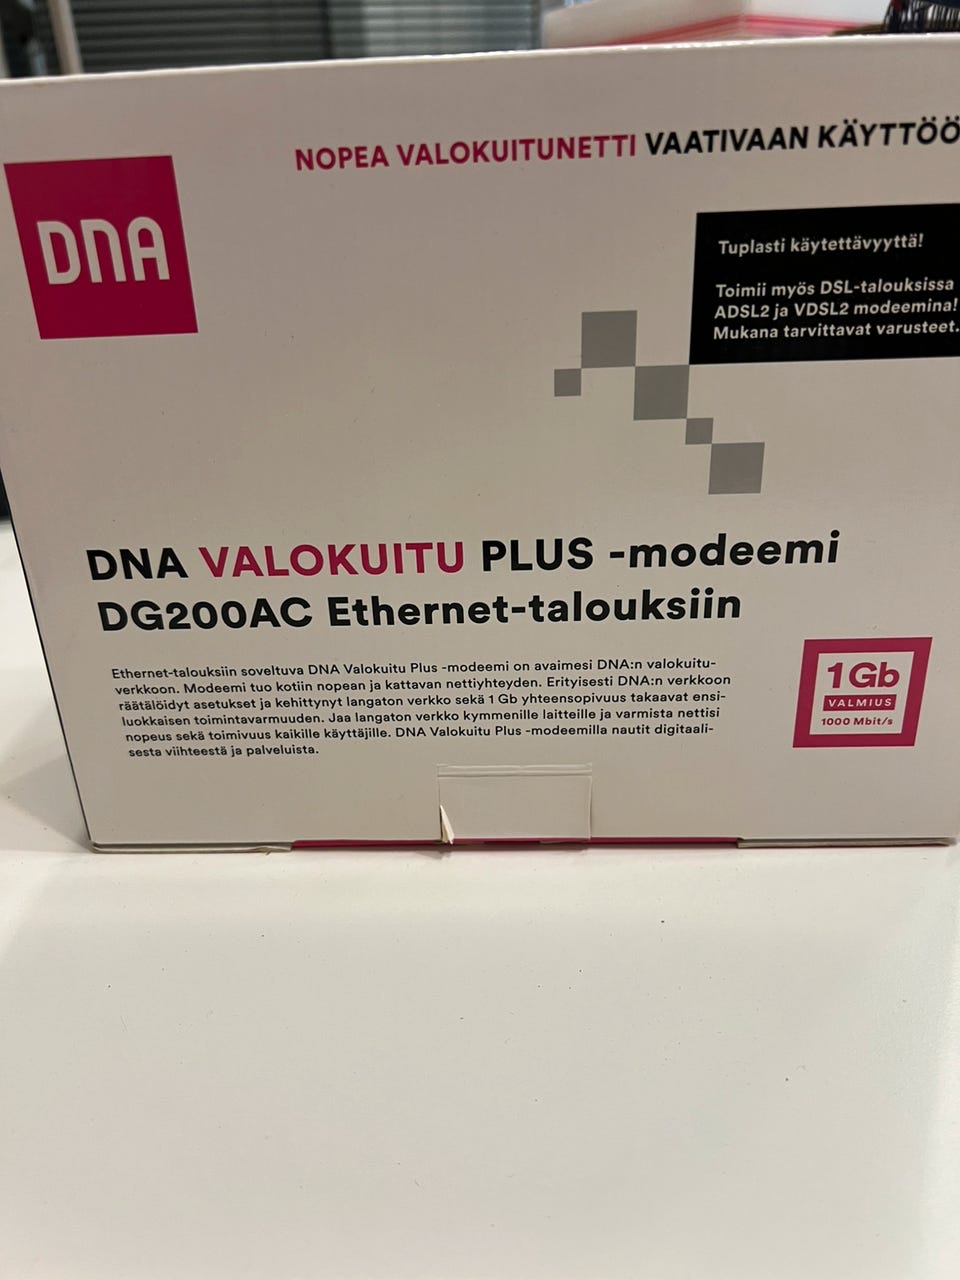 NOPEA VALOKUITUNETTI VAATIVAAN KÄYTTÖÖ
DNA
Tuplasti käytettävyyttä!
Toimii myös DSL-talouksissa
ADSL2 ja VDSL2 modeemina!
Mukana tarvittavat varusteet.
DNA VALOKUITU PLUS -modeemi
DG200AC Ethernet-talouksiin
Ethernet-talouksiin soveltuva DNA Valokuitu Plus -modeemi on avaimesi DNA:n valokuitu-
verkkoon. Modeemi tuo kotiin nopean ja kattavan nettiyhteyden. Erityisesti DNA:n verkkoon
räätälöidyt asetukset ja kehittynyt langaton verkko sekä 1 Gb yhteensopivuus takaavat ensi-
luokkaisen toimintavarmuuden. Jaa langaton verkko kymmenille laitteille ja varmista nettisi
nopeus sekä toimivuus kaikille käyttäjille. DNA Valokuitu Plus -modeemilla nautit digitaali-
sesta viihteestä ja palveluista.
1Gb
VALMIUS
1000 Mbit/s